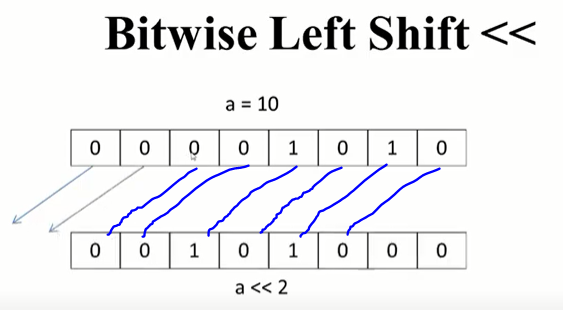 Bitwise Left Shift <<
a = 10
0 0 0 0 1 0 1 0
0 0 1 0 1 0 0 0
a << 2